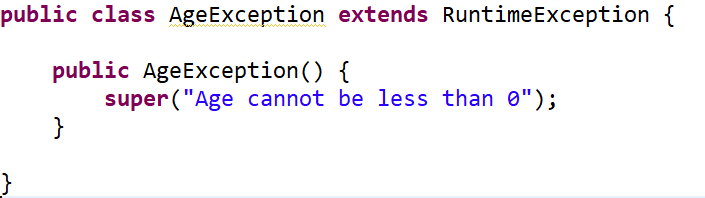 public class AgeException extends RuntimeException {
public AgeException() {
super("Age cannot be less than 0");
}
}